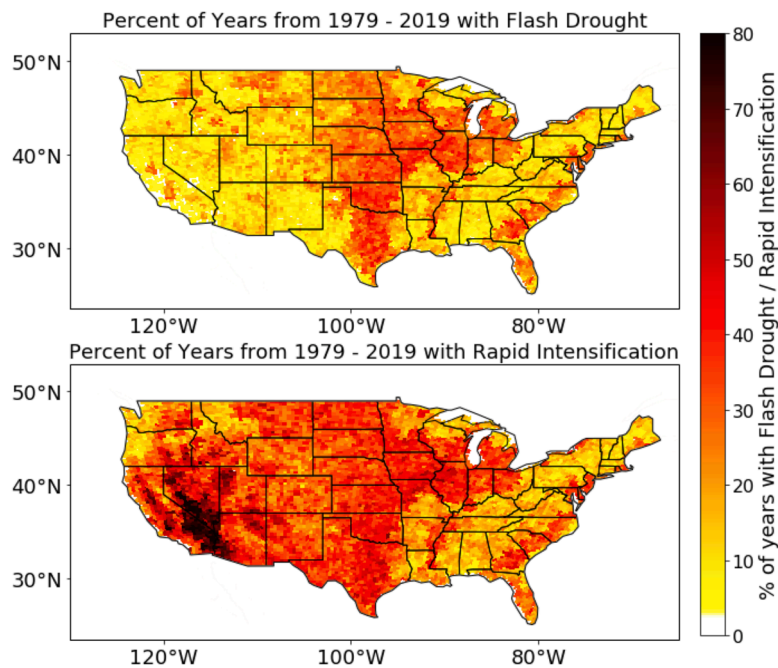 Percent of Years from 1979 - 2019 with Flash Drought
50°N
40°N
30°N
120°W 100°W 80°W
Percent of Years from 1979 - 2019 with Rapid Intensification
50°N
40°N
30°N
120°W 100°W 80°W
80
70
60
50
40
30
20
10
0
% of years with Flash Drought / Rapid Intensification